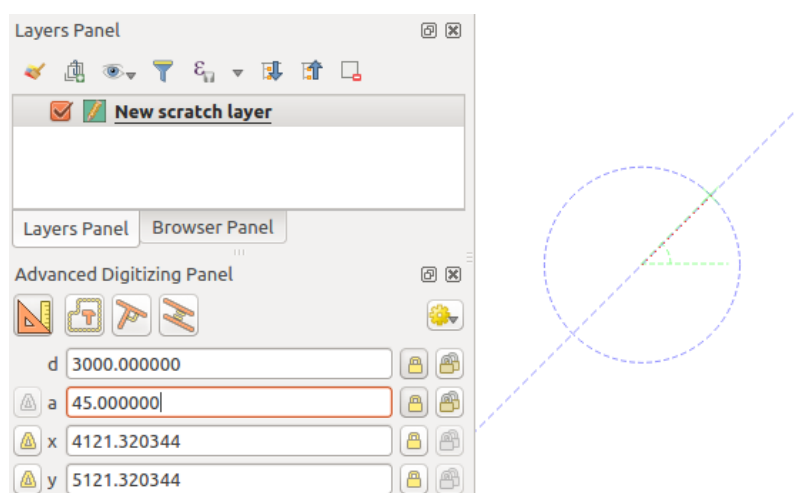 Layers Panel
New scratch layer
Layers Panel Browser Panel
Advanced Digitizing Panel
d 3000.000000
a 45.000000
x 4121.320344
y 5121.320344